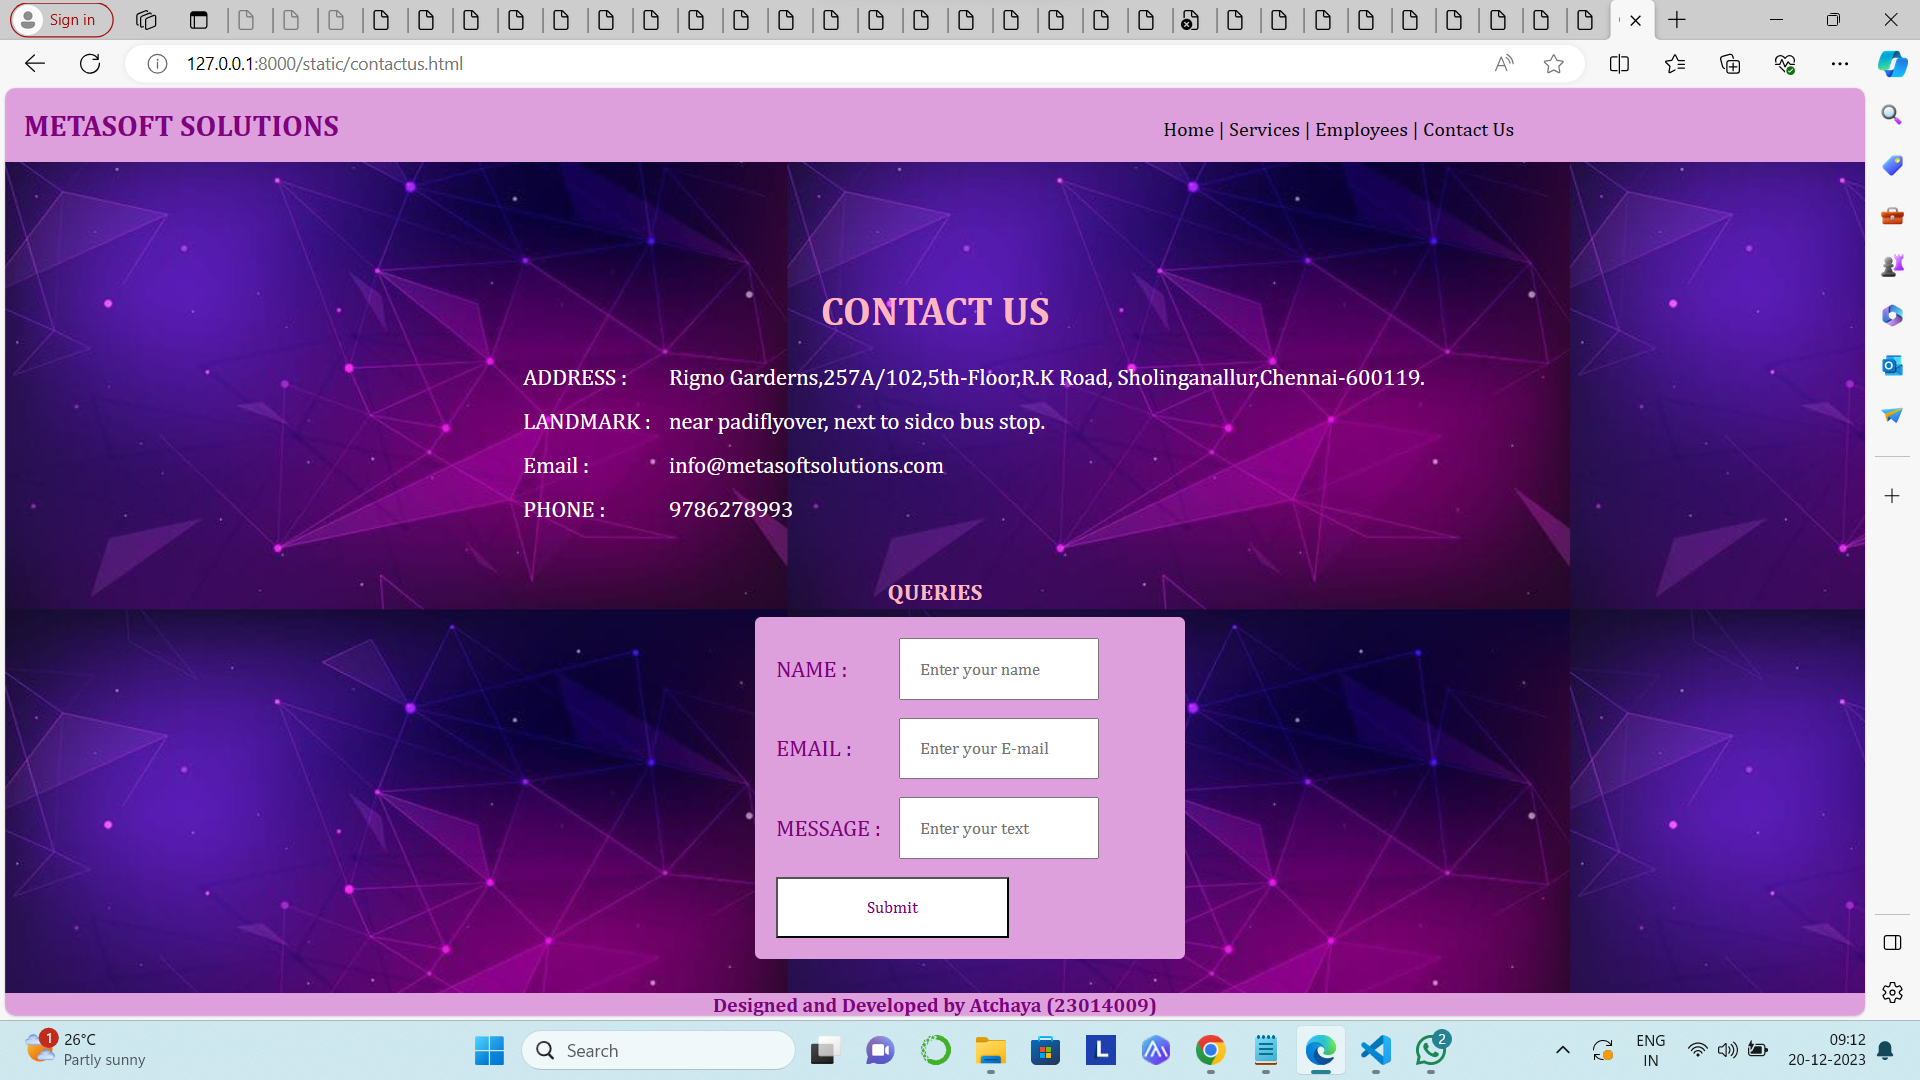 Sign in
127.0.0.1:8000/static/contactus.html
METASOFT SOLUTIONS
Home | Services | Employees | Contact Us
CONTACT US
ADDRESS : Rigno Garderns,257A/102,5th-Floor,R.K Road, Sholinganallur,Chennai-600119.
LANDMARK : near padiflyover, next to sidco bus stop.
Email : info@metasoftsolutions.com
PHONE : 9786278993
QUERIES
NAME : Enter your name
EMAIL : Enter your E-mail
MESSAGE : Enter your text
Submit
Designed and Developed by Atchaya (23014009)
1
26°C
Partly sunny
Search
L
2
ENG
IN
09:12
20-12-2023